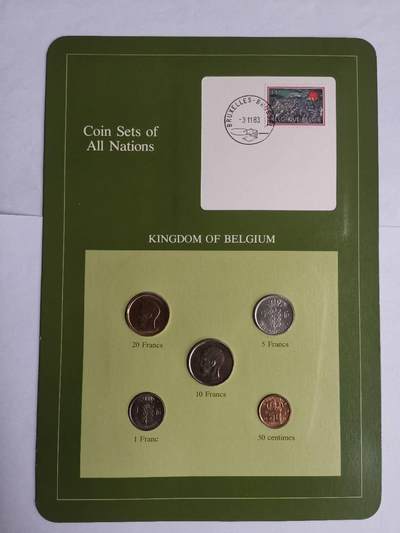 Coin Sets of
All Nations
BRUXELLES-BRUSSEL
-3 11 83
KINGDOM OF BELGIUM
20 Francs
5 Francs
10 Francs
1 Franc
50 centimes